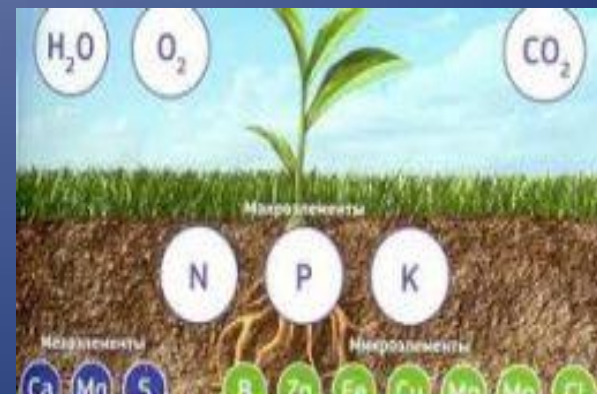 H₂O O₂ CO₂
Макроэлементы
N P K
Мезоэлементы Микроэлементы
Ca Mg S B Zn Fe Cu Mn Mo Cl